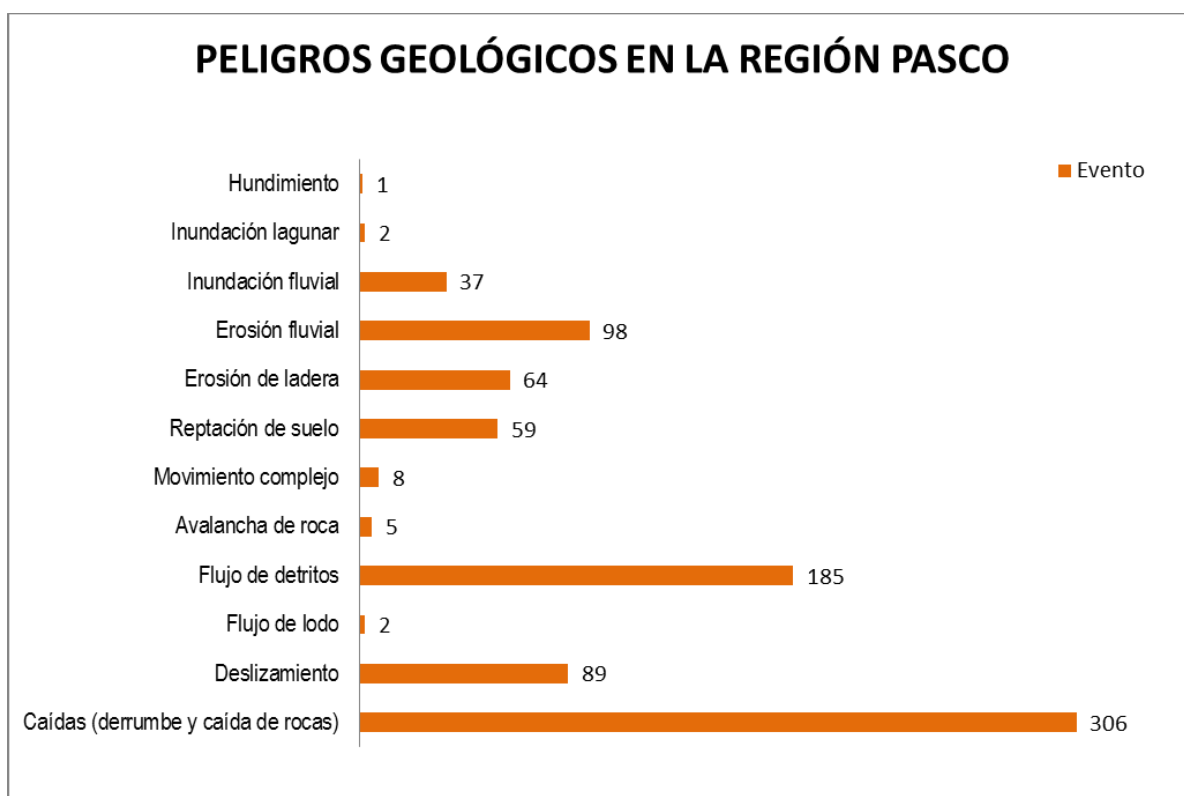 PELIGROS GEOLÓGICOS EN LA REGIÓN PASCO
Evento
Hundimiento 1
Inundación lagunar 2
Inundación fluvial 37
Erosión fluvial 98
Erosión de ladera 64
Reptación de suelo 59
Movimiento complejo 8
Avalancha de roca 5
Flujo de detritos 185
Flujo de lodo 2
Deslizamiento 89
Caídas (derrumbe y caída de rocas) 306